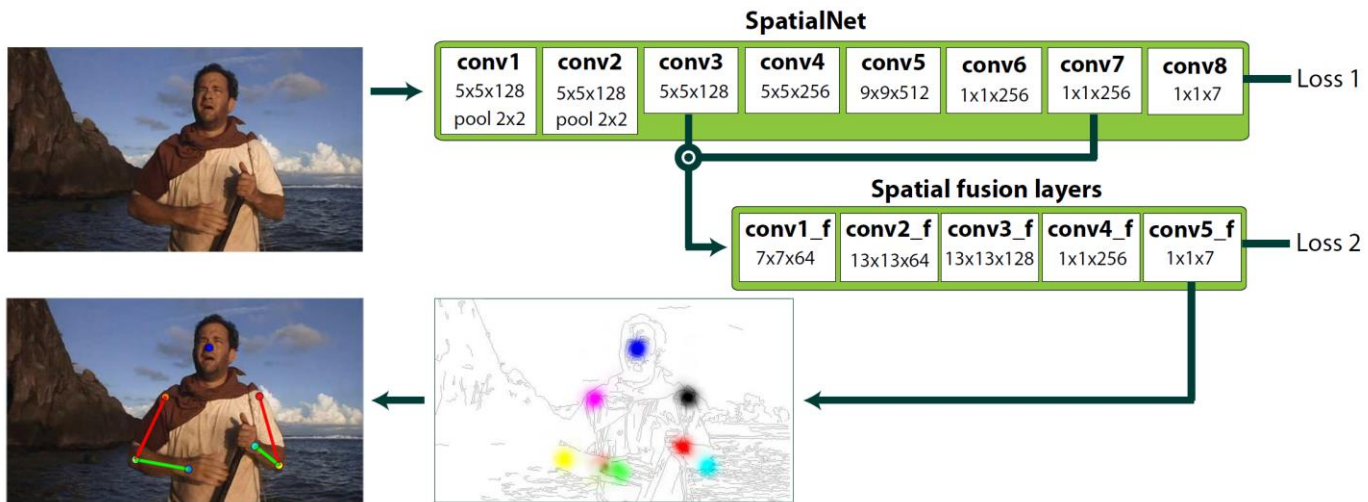 SpatialNet
conv1 conv2 conv3 conv4 conv5 conv6 conv7 conv8
5x5x128 5x5x128 5x5x128 5x5x256 9x9x512 1x1x256 1x1x256 1x1x7
pool 2x2 pool 2x2
Loss 1
Spatial fusion layers
conv1_f conv2_f conv3_f conv4_f conv5_f
7x7x64 13x13x64 13x13x128 1x1x256 1x1x7
Loss 2